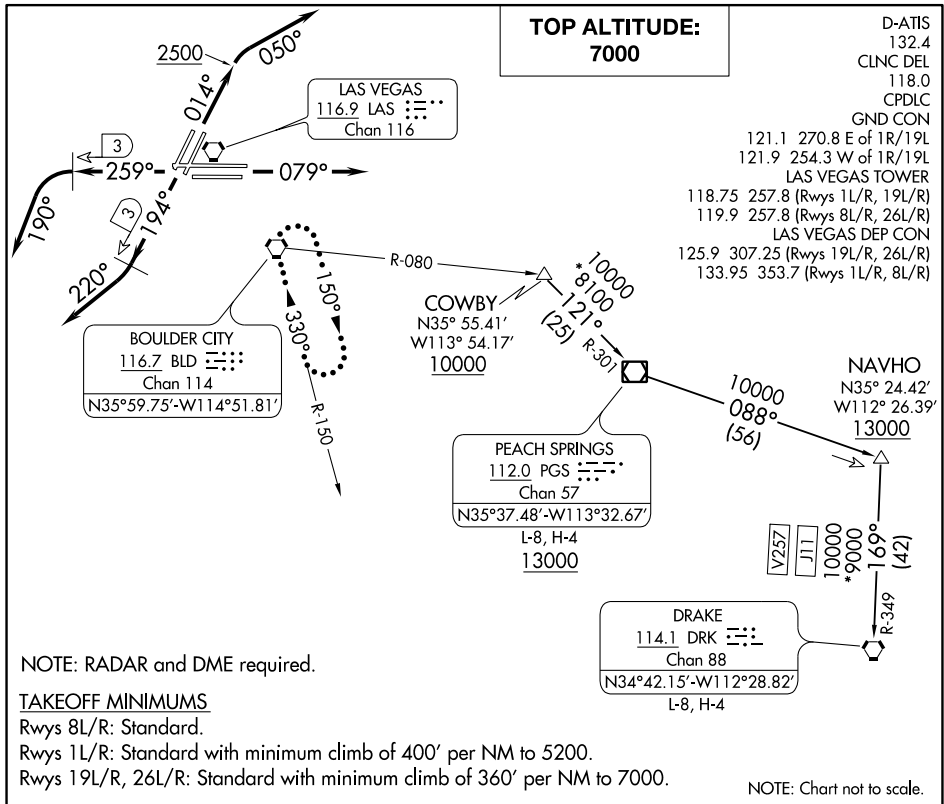 TOP ALTITUDE:
7000
D-ATIS
132.4
CLNC DEL
118.0
CPDLC
GND CON
121.1 270.8 E of 1R/19L
121.9 254.3 W of 1R/19L
LAS VEGAS TOWER
118.75 257.8 (Rwys 1L/R, 19L/R)
119.9 257.8 (Rwys 8L/R, 26L/R)
LAS VEGAS DEP CON
125.9 307.25 (Rwys 19L/R, 26L/R)
133.95 353.7 (Rwys 1L/R, 8L/R)
2500
050°
014°
LAS VEGAS
116.9 LAS
Chan 116
3
259°
079°
190°
3
194°
220°
R-080
150°
330°
R-150
BOULDER CITY
116.7 BLD
Chan 114
N35°59.75'-W114°51.81'
COWBY
N35° 55.41'
W113° 54.17'
10000
10000
*8100
121°
(25)
R-301
PEACH SPRINGS
112.0 PGS
Chan 57
N35°37.48'-W113°32.67'
L-8, H-4
13000
10000
088°
(56)
NAVHO
N35° 24.42'
W112° 26.39'
13000
V257
J11
10000
*9000
169°
(42)
R-349
DRAKE
114.1 DRK
Chan 88
N34°42.15'-W112°28.82'
L-8, H-4
NOTE: RADAR and DME required.
TAKEOFF MINIMUMS
Rwys 8L/R: Standard.
Rwys 1L/R: Standard with minimum climb of 400' per NM to 5200.
Rwys 19L/R, 26L/R: Standard with minimum climb of 360' per NM to 7000.
NOTE: Chart not to scale.